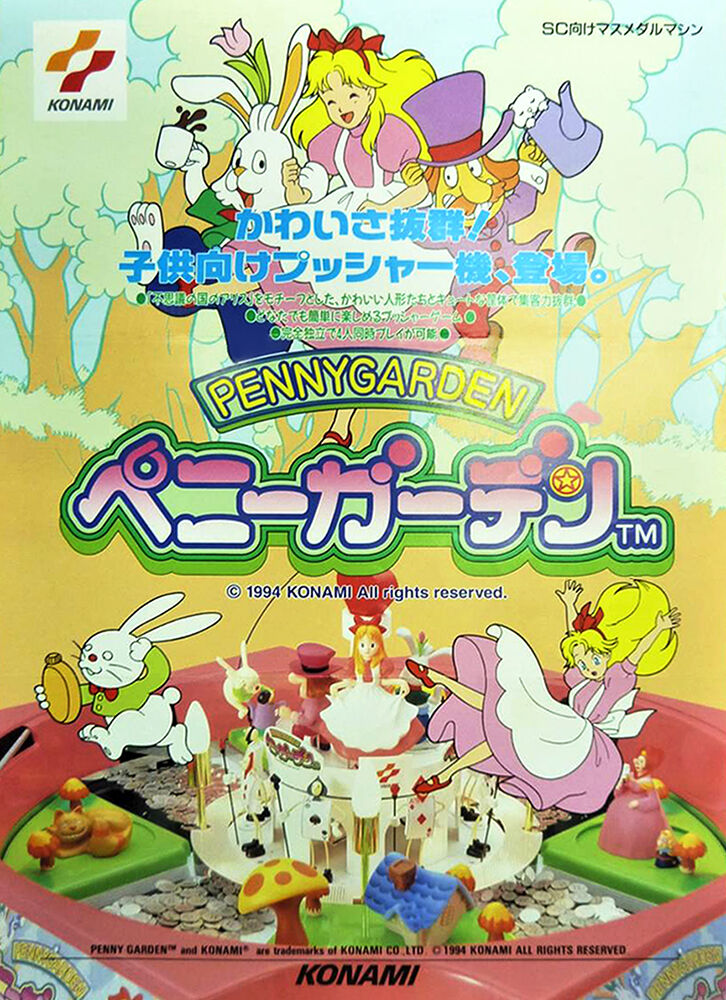 KONAMI
SC向けマスメダルマシン
かわいさ抜群!
子供向けプッシャー機、登場。
●「不思議の国のアリス」をモチーフとした、かわいい人形たちとキュートな筐体で集客力抜群●
●どなたでも簡単に楽しめるプッシャーゲーム●
●完全独立で4人同時プレイが可能●
PENNYGARDEN
ペニーガーデン TM
© 1994 KONAMI All rights reserved.
PENNY GARDEN™ and KONAMI® are trademarks of KONAMI CO.,LTD. © 1994 KONAMI ALL RIGHTS RESERVED
KONAMI